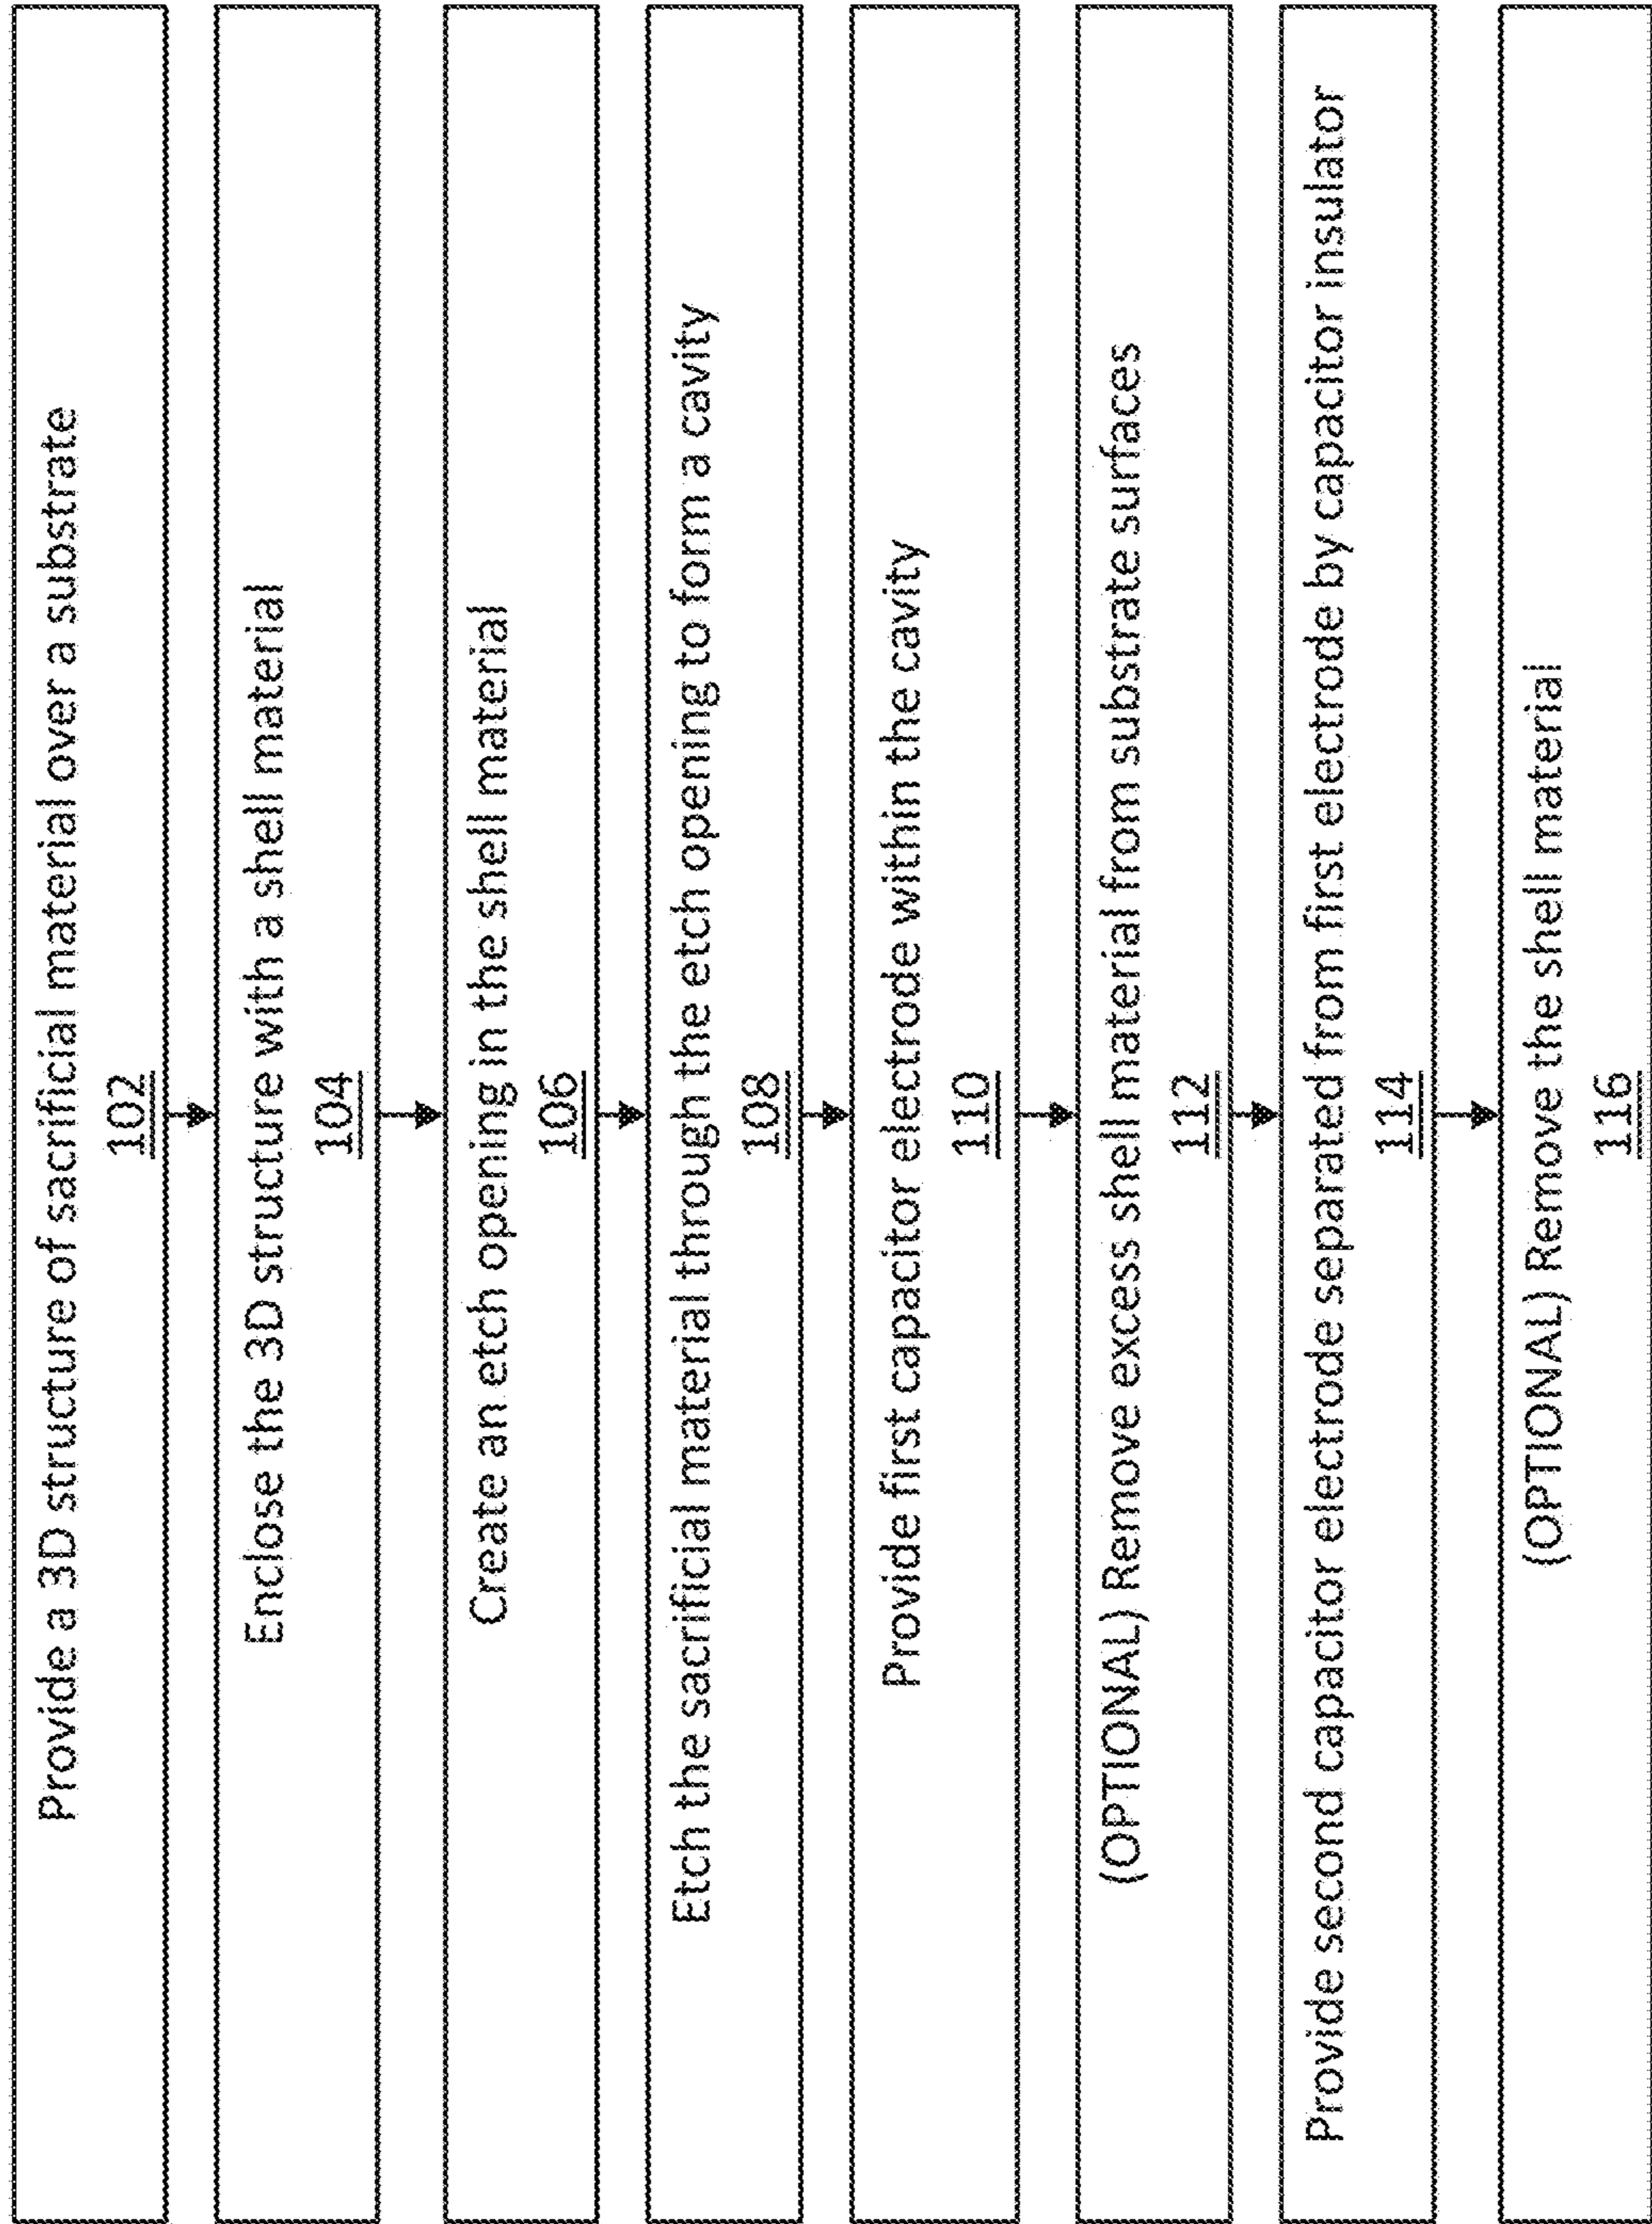 Provide a 3D structure of sacrificial material over a substrate
102
Enclose the 3D structure with a shell material
104
Create an etch opening in the shell material
106
Etch the sacrificial material through the etch opening to form a cavity
108
Provide first capacitor electrode within the cavity
110
(OPTIONAL) Remove excess shell material from substrate surfaces
112
Provide second capacitor electrode separated from first electrode by capacitor insulator
114
(OPTIONAL) Remove the shell material
116